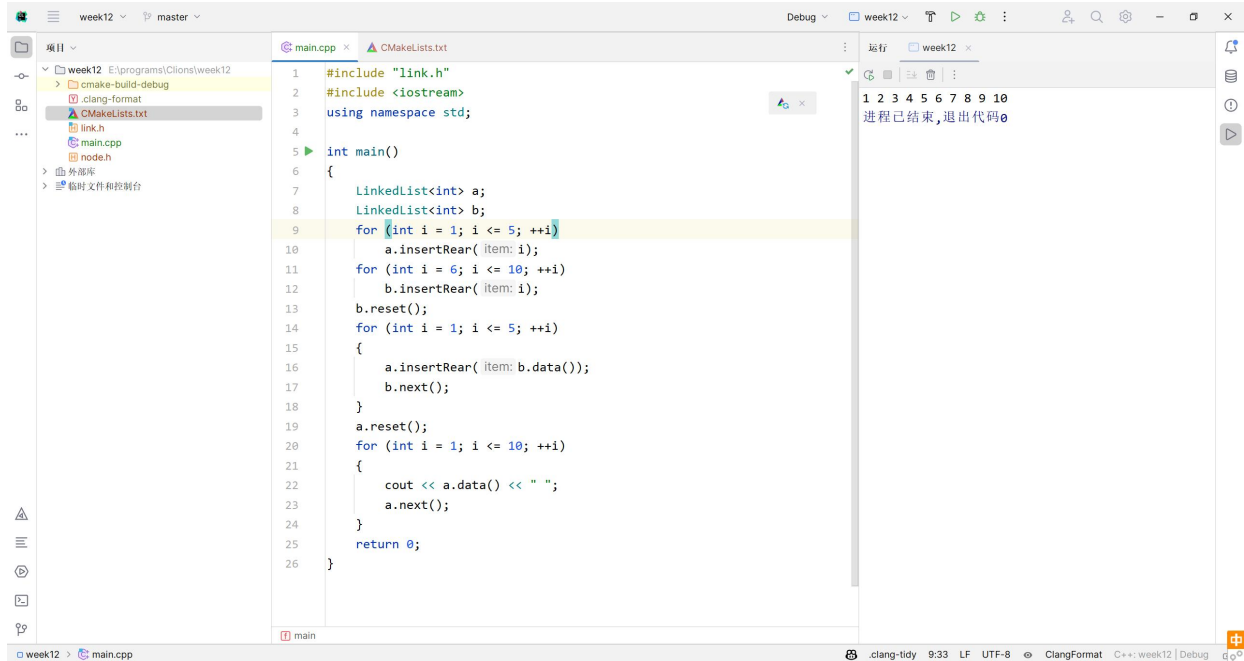 week12 master Debug week12
项目
week12 E:\programs\Clions\week12
cmake-build-debug
.clang-format
CMakeLists.txt
link.h
main.cpp
node.h
外部库
临时文件和控制台
main.cpp CMakeLists.txt
1 #include "link.h"
2 #include <iostream>
3 using namespace std;
4
5 int main()
6 {
7 LinkedList<int> a;
8 LinkedList<int> b;
9 for (int i = 1; i <= 5; ++i)
10 a.insertRear( item: i);
11 for (int i = 6; i <= 10; ++i)
12 b.insertRear( item: i);
13 b.reset();
14 for (int i = 1; i <= 5; ++i)
15 {
16 a.insertRear( item: b.data());
17 b.next();
18 }
19 a.reset();
20 for (int i = 1; i <= 10; ++i)
21 {
22 cout << a.data() << " ";
23 a.next();
24 }
25 return 0;
26 }
main
运行 week12
1 2 3 4 5 6 7 8 9 10
进程已结束,退出代码0
week12 > main.cpp .clang-tidy 9:33 LF UTF-8 ClangFormat C++: week12 | Debug
中